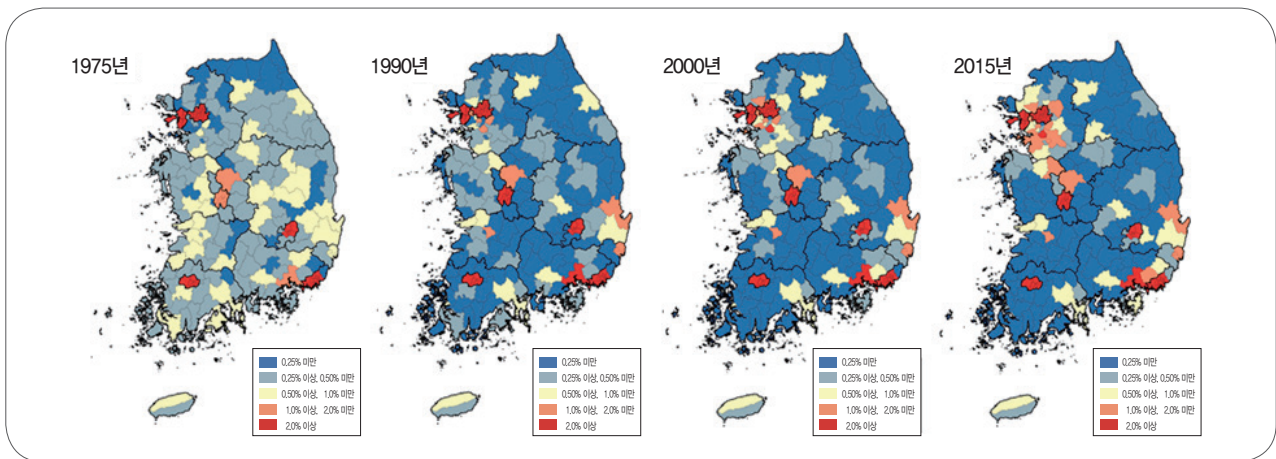 1975년
1990년
2000년
2015년
0.25% 미만
0.25% 이상, 0.50% 미만
0.50% 이상, 1.0% 미만
1.0% 이상, 2.0% 미만
2.0% 이상
0.25% 미만
0.25% 이상, 0.50% 미만
0.50% 이상, 1.0% 미만
1.0% 이상, 2.0% 미만
2.0% 이상
0.25% 미만
0.25% 이상, 0.50% 미만
0.50% 이상, 1.0% 미만
1.0% 이상, 2.0% 미만
2.0% 이상
0.25% 미만
0.25% 이상, 0.50% 미만
0.50% 이상, 1.0% 미만
1.0% 이상, 2.0% 미만
2.0% 이상